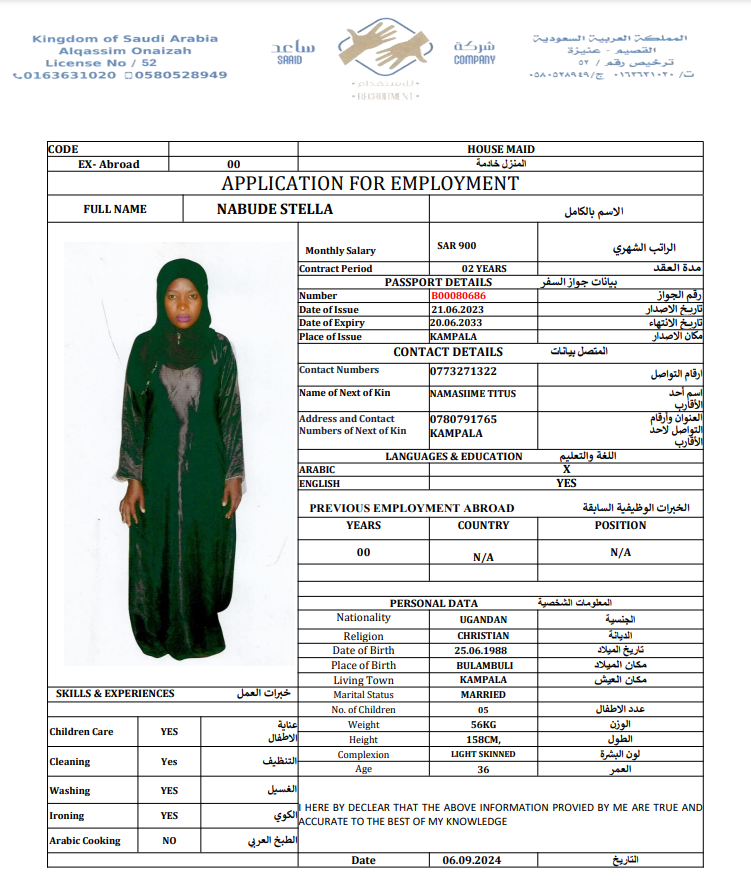 Kingdom of Saudi Arabia
Alqassim Onaizah
License No / 52
0163631020 0580528949
ساعد
SAAID
شركة
COMPANY
للاستقدام
RECRUITMENT
المملكة العربية السعودية
القصيم - عنيزة
ترخيص رقم / ٥٢
ت/ ٠١٦٣٦٣١٠٢٠ ج/ ٠٥٨٠٥٢٨٩٤٩
CODE HOUSE MAID
EX- Abroad 00 المنزل خادمة
APPLICATION FOR EMPLOYMENT
FULL NAME NABUDE STELLA الاسم بالكامل
Monthly Salary SAR 900 الراتب الشهري
Contract Period 02 YEARS مدة العقد
PASSPORT DETAILS بيانات جواز السفر
Number B00080686 رقم الجواز
Date of Issue 21.06.2023 تاريخ الاصدار
Date of Expiry 20.06.2033 تاريخ الانتهاء
Place of Issue KAMPALA مكان الاصدار
CONTACT DETAILS المتصل بيانات
Contact Numbers 0773271322 ارقام التواصل
Name of Next of Kin NAMASIIME TITUS اسم أحد
الأقارب
Address and Contact 0780791765 العنوان وأرقام
Numbers of Next of Kin KAMPALA التواصل لاحد
الأقارب
LANGUAGES & EDUCATION اللغة والتعليم
ARABIC X
ENGLISH YES
PREVIOUS EMPLOYMENT ABROAD الخبرات الوظيفية السابقة
YEARS COUNTRY POSITION
00 N/A N/A
PERSONAL DATA المعلومات الشخصية
Nationality UGANDAN الجنسية
Religion CHRISTIAN الديانة
Date of Birth 25.06.1988 تاريخ الميلاد
Place of Birth BULAMBULI مكان الميلاد
Living Town KAMPALA مكان العيش
Marital Status MARRIED
No. of Children 05 عدد الاطفال
Weight 56KG الوزن
Height 158CM, الطول
Complexion LIGHT SKINNED لون البشرة
Age 36 العمر
SKILLS & EXPERIENCES خبرات العمل
Children Care YES عناية
الاطفال
Cleaning Yes التنظيف
Washing YES الغسيل
Ironing YES الكوي
Arabic Cooking NO الطبخ العربي
I HERE BY DECLEAR THAT THE ABOVE INFORMATION PROVIED BY ME ARE TRUE AND
ACCURATE TO THE BEST OF MY KNOWLEDGE
Date 06.09.2024 التاريخ